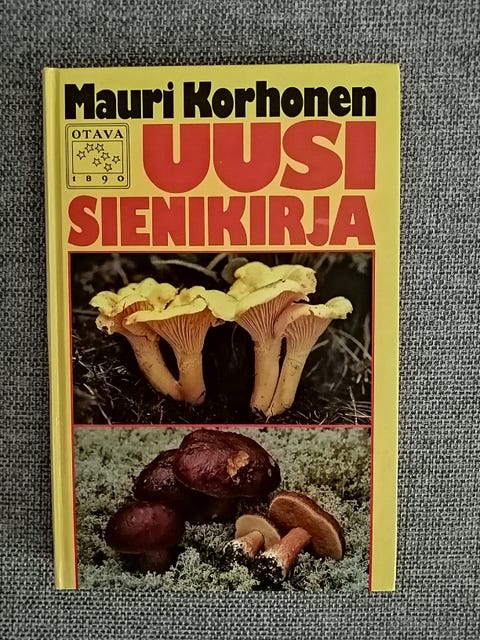 Mauri Korhonen
OTAVA
1890
UUSI
SIENIKIRJA